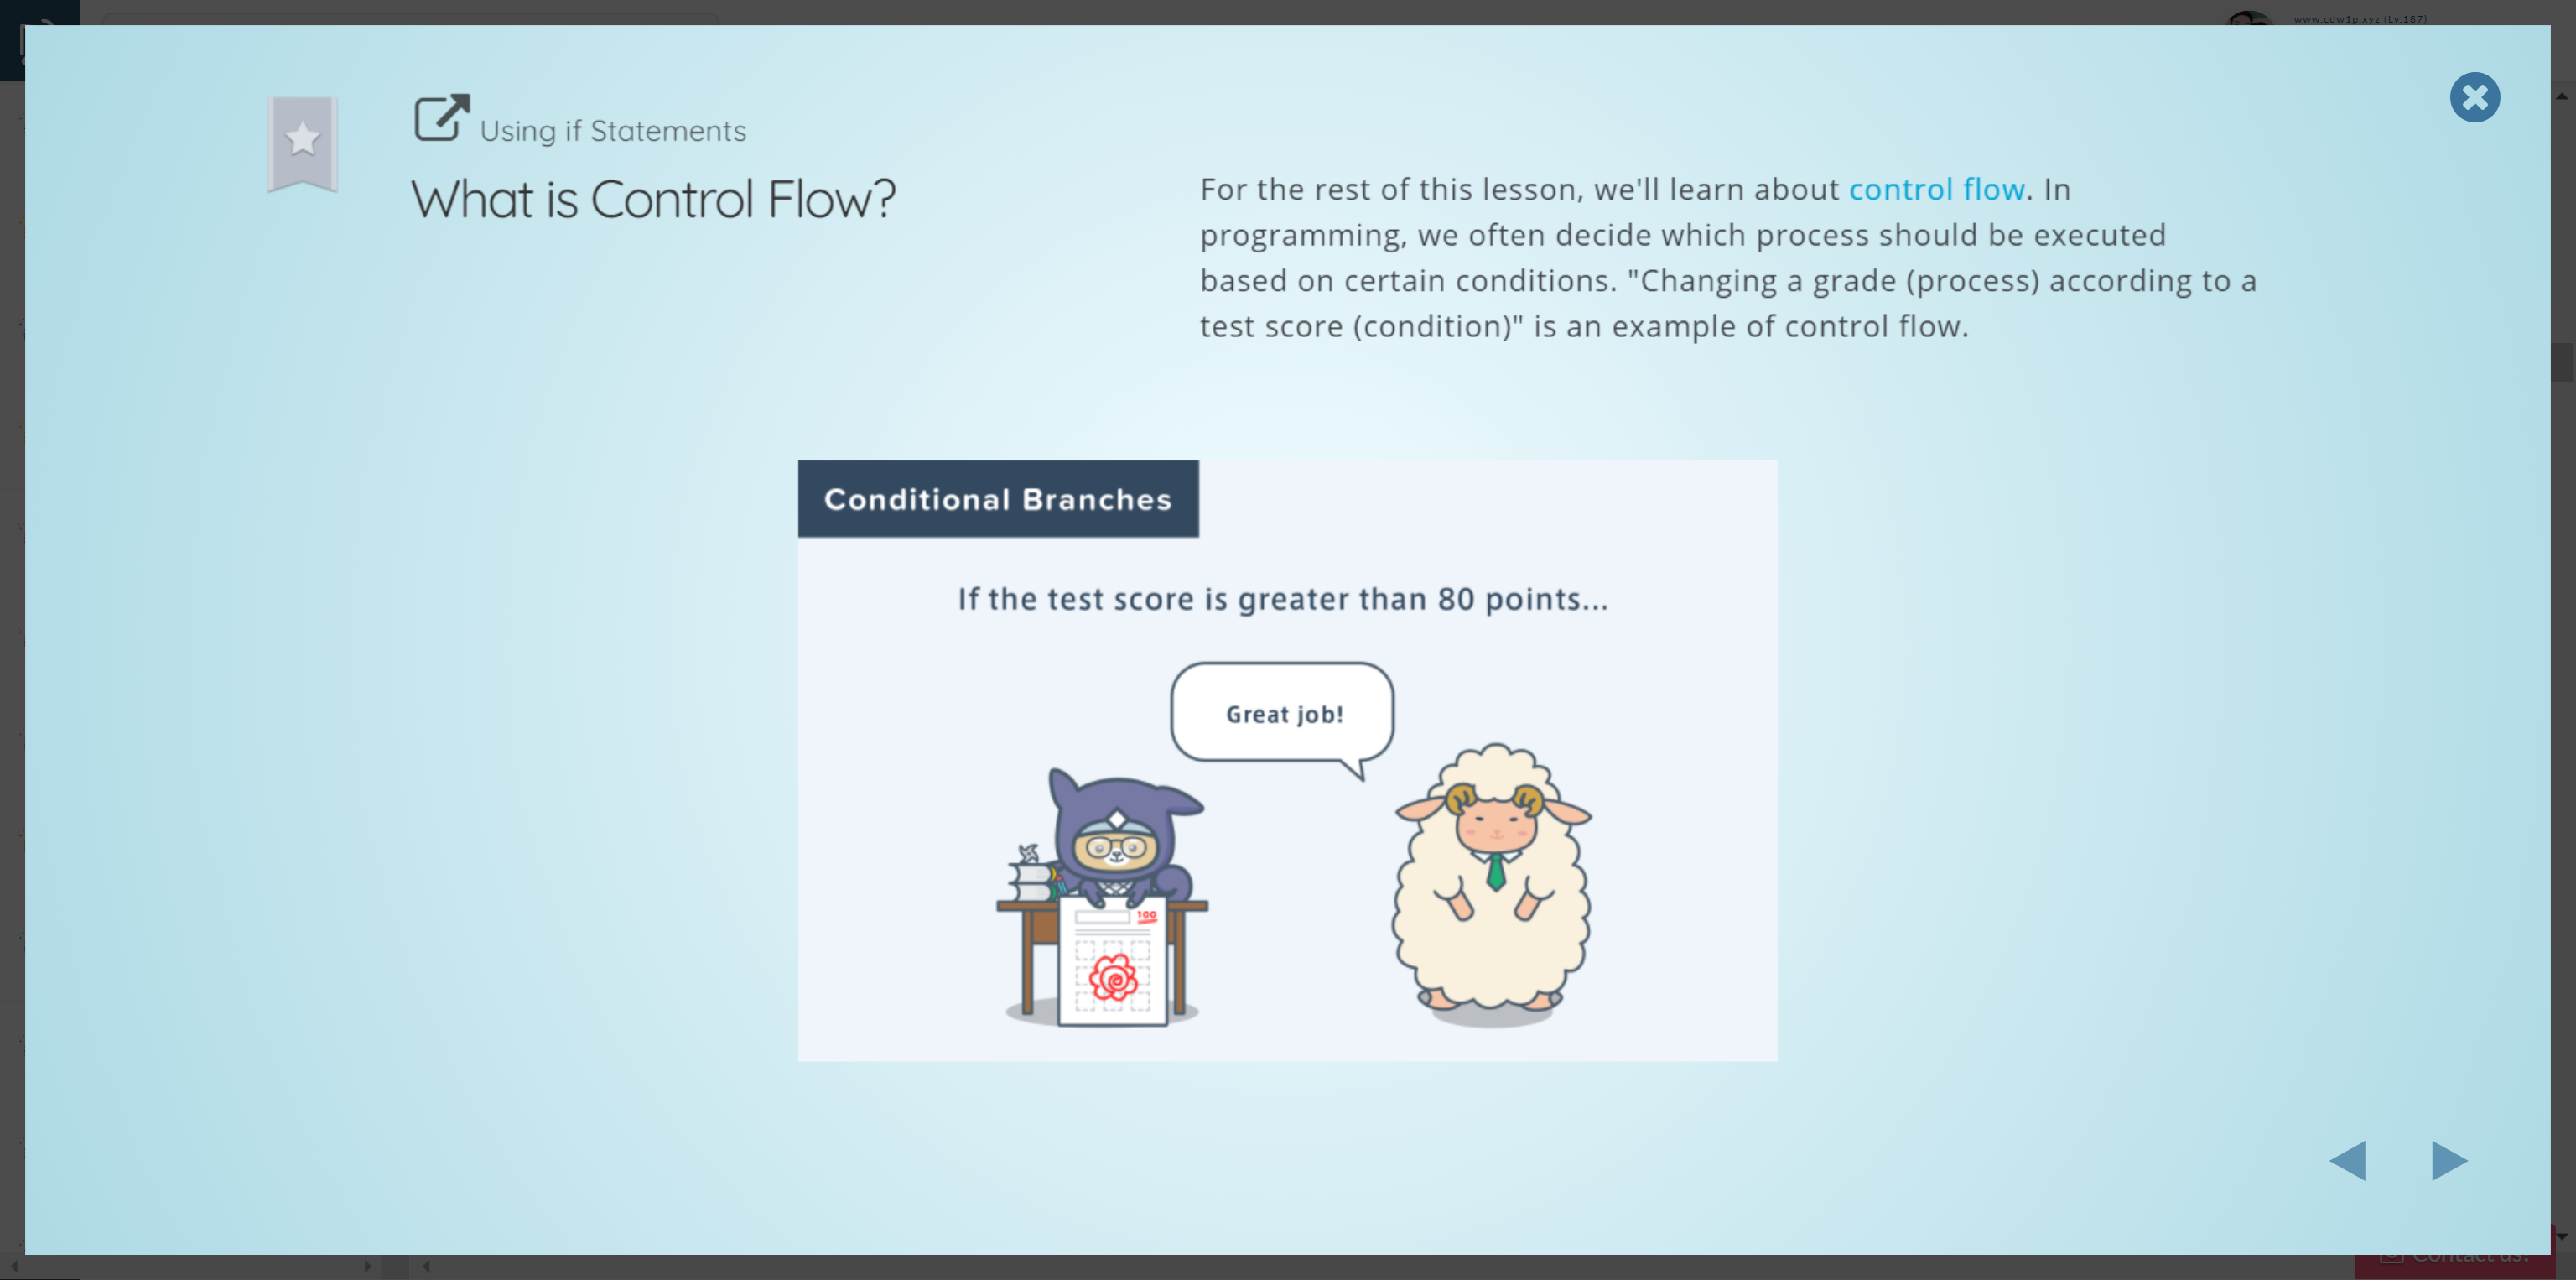 www.cdw1p.xyz (Lv.187)
Using if Statements
What is Control Flow?
For the rest of this lesson, we'll learn about control flow. In
programming, we often decide which process should be executed
based on certain conditions. "Changing a grade (process) according to a
test score (condition)" is an example of control flow.
Conditional Branches
If the test score is greater than 80 points...
Great job!
100
Contact us!